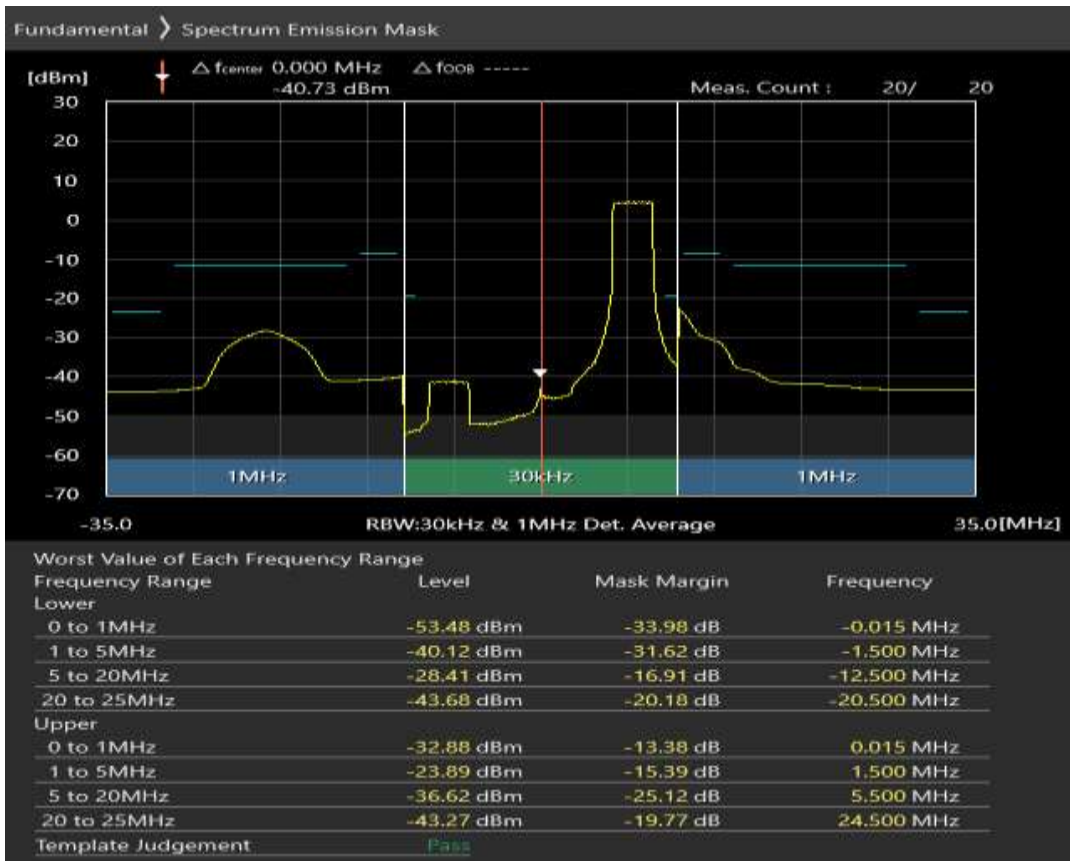 Fundamental ❯ Spectrum Emission Mask
[dBm] △ fcenter 0.000 MHz △ fOOB -----
-40.73 dBm Meas. Count : 20/ 20
30
20
10
0
-10
-20
-30
-40
-50
-60
1MHz 30kHz 1MHz
-70
-35.0 RBW:30kHz & 1MHz Det. Average 35.0[MHz]
Worst Value of Each Frequency Range
Frequency Range Level Mask Margin Frequency
Lower
0 to 1MHz -53.48 dBm -33.98 dB -0.015 MHz
1 to 5MHz -40.12 dBm -31.62 dB -1.500 MHz
5 to 20MHz -28.41 dBm -16.91 dB -12.500 MHz
20 to 25MHz -43.68 dBm -20.18 dB -20.500 MHz
Upper
0 to 1MHz -32.88 dBm -13.38 dB 0.015 MHz
1 to 5MHz -23.89 dBm -15.39 dB 1.500 MHz
5 to 20MHz -36.62 dBm -25.12 dB 5.500 MHz
20 to 25MHz -43.27 dBm -19.77 dB 24.500 MHz
Template Judgement Pass